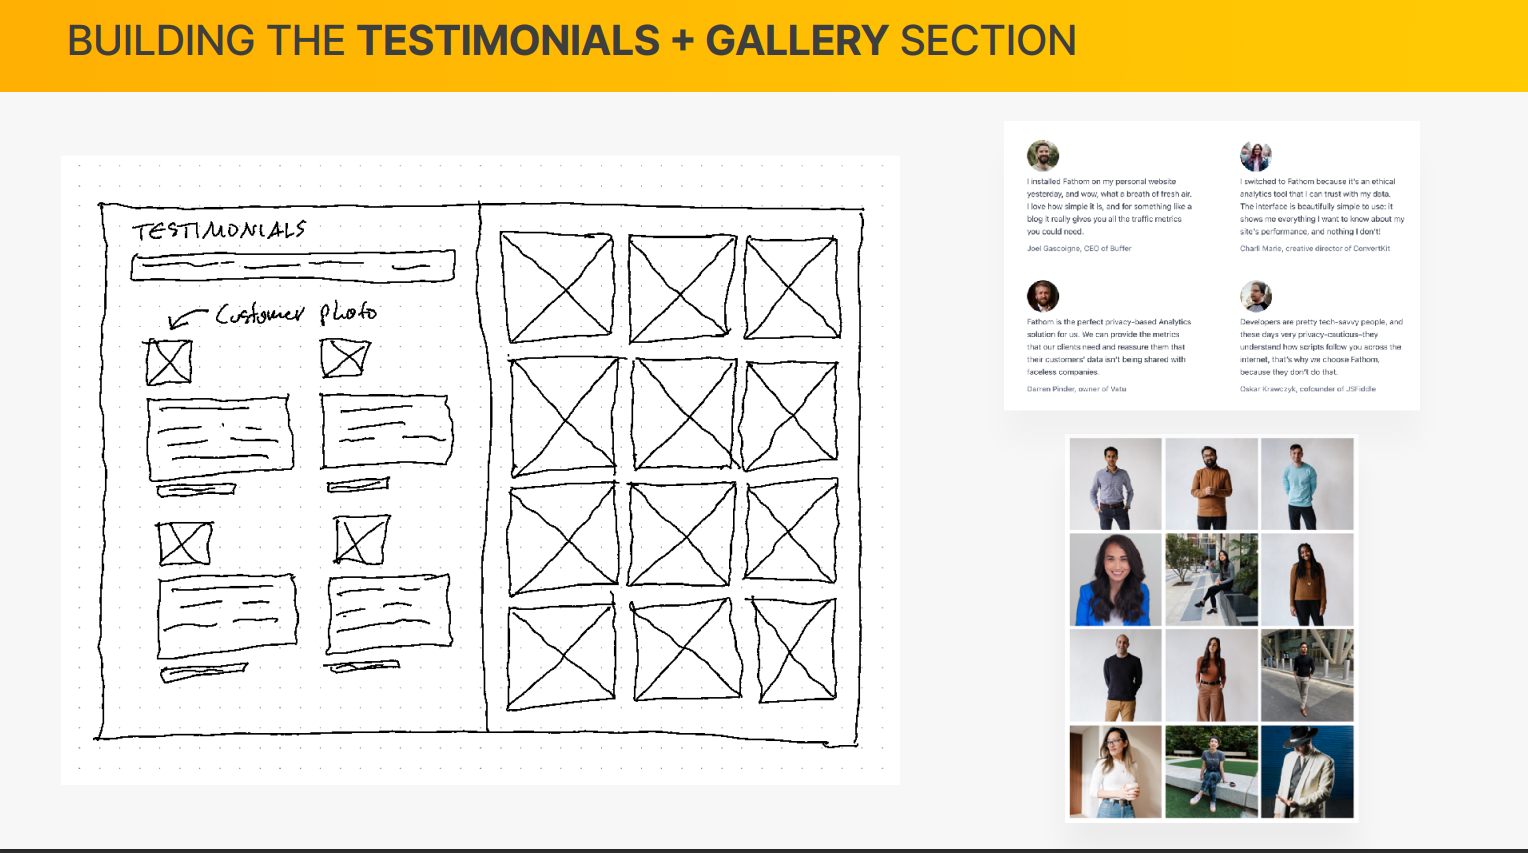 BUILDING THE TESTIMONIALS + GALLERY SECTION
TESTIMONIALS
Customer photo
I installed Fathom on my personal website
yesterday, and wow, what a breath of fresh air.
I love how simple it is, and for something like a
blog it really gives you all the traffic metrics
you could need.
Joel Gascoigne, CEO of Buffer
I switched to Fathom because it's an ethical
analytics tool that I can trust with my data.
The interface is beautifully simple to use: it
shows me everything I want to know about my
site's performance, and nothing I don't!
Charli Marie, creative director of ConvertKit
Fathom is the perfect privacy-based Analytics
solution for us. We can provide the metrics
that our clients need and reassure them that
their customers' data isn't being shared with
faceless companies.
Darren Pinder, owner of Vatu
Developers are pretty tech-savvy people, and
these days very privacy-cautious–they
understand how scripts follow you across the
internet, that's why we choose Fathom,
because they don't do that.
Oskar Krawczyk, cofounder of JSFiddle